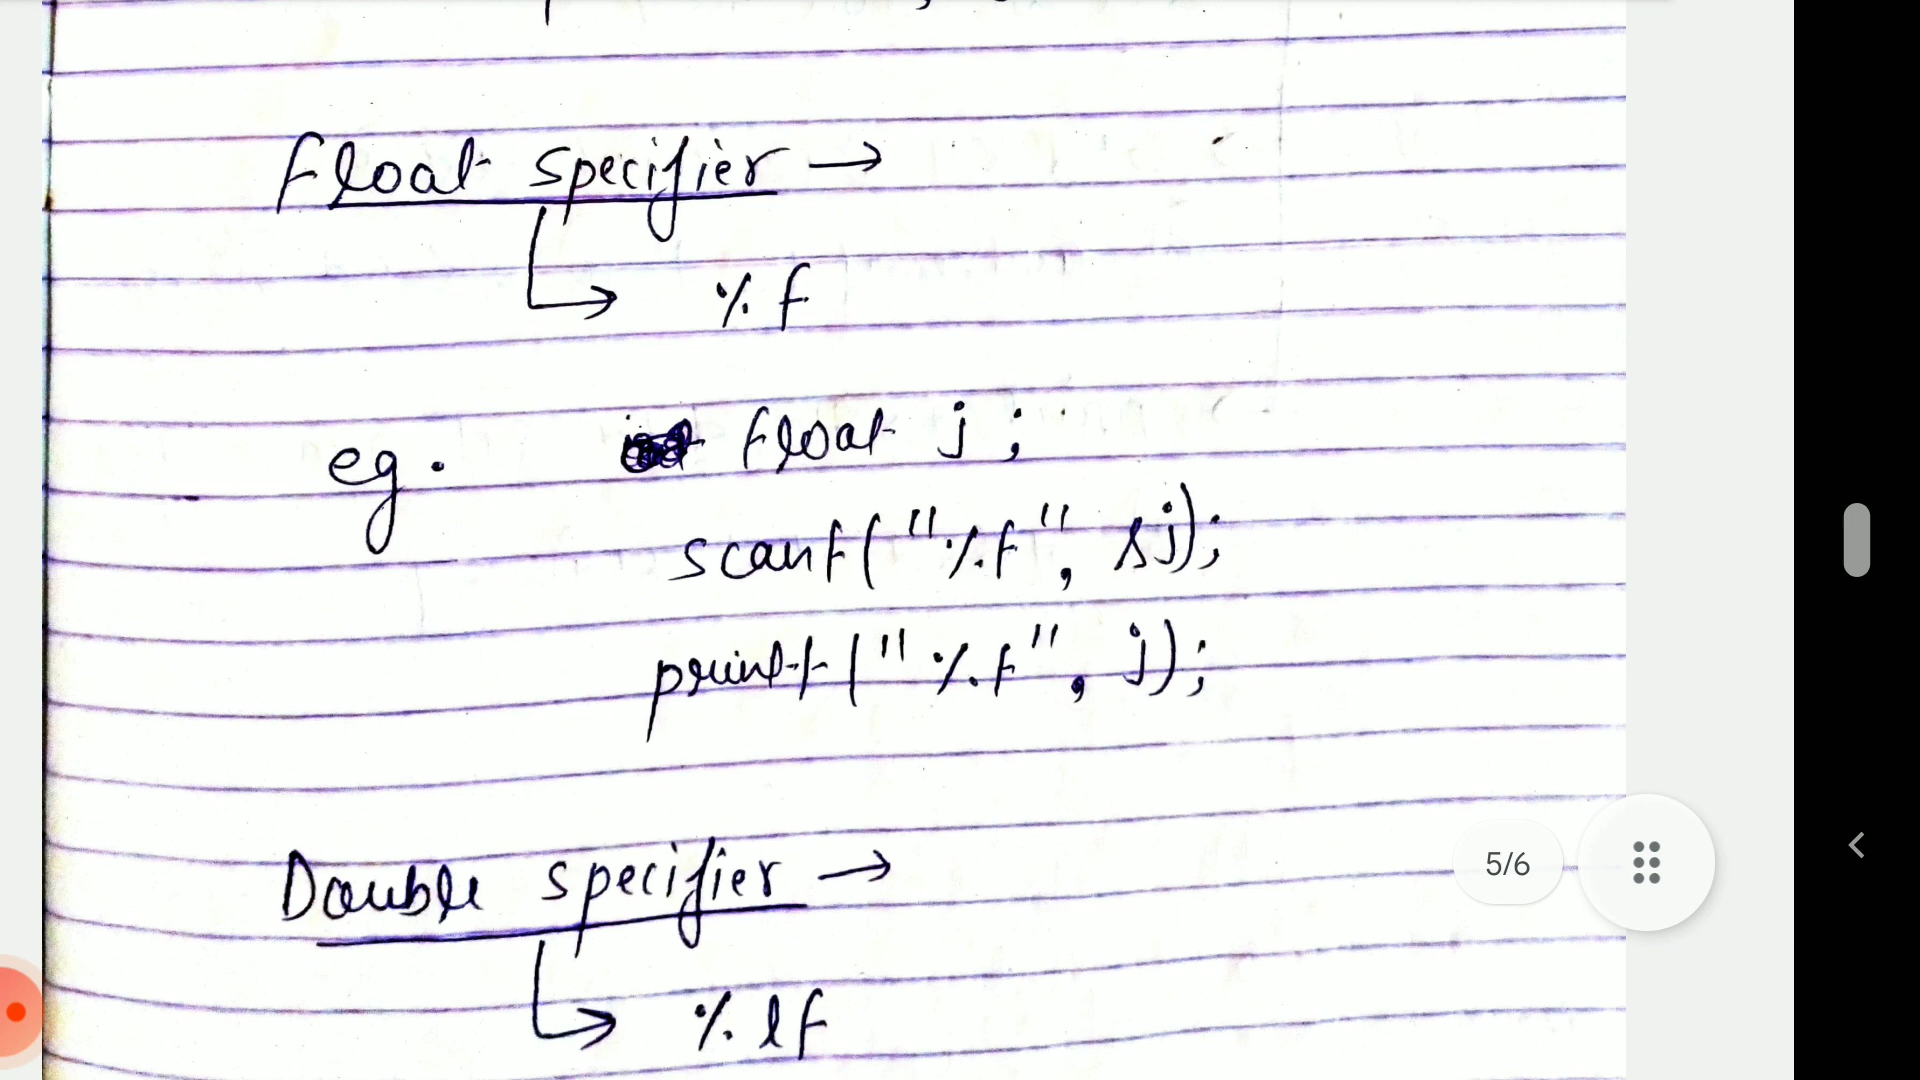 Float specifier →
↳ %f
eg. float j;
scanf("%f", &j);
printf("%f", j);
Double specifier →
5/6
↳ %lf